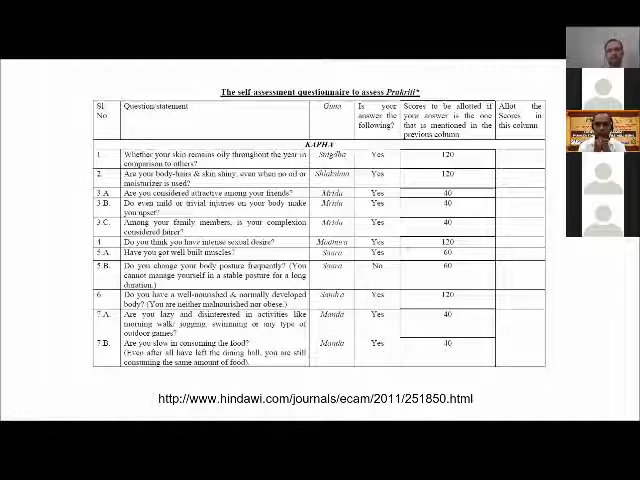 The self assessment questionnaire to assess Prakriti*
Sl No | Question/statement | Guna | Is your answer the following? | Scores to be allotted if your answer is the one that is mentioned in the previous column | Allot the Scores in this column
KAPHA
1. | Whether your skin remains oily throughout the year in comparison to others? | Snigdha | Yes | 120
2. | Are your body-hairs & skin shiny, even when no oil or moisturizer is used? | Shlakshna | Yes | 120
3.A. | Are you considered attractive among your friends? | Mridu | Yes | 40
3.B. | Do even mild or trivial injuries on your body make you upset? | Mridu | Yes | 40
3.C. | Among your family members, is your complexion considered fairer? | Mridu | Yes | 40
4. | Do you think you have intense sexual desire? | Madhura | Yes | 120
5.A. | Have you got well built muscles? | Saara | Yes | 60
5.B. | Do you change your body posture frequently? (You cannot manage yourself in a stable posture for a long duration.) | Saara | No | 60
6. | Do you have a well-nourished & normally developed body? (You are neither malnourished nor obese.) | Sandra | Yes | 120
7.A. | Are you lazy and disinterested in activities like morning walk/ jogging, swimming or any type of outdoor games? | Manda | Yes | 40
7.B. | Are you slow in consuming the food? (Even after all have left the dining hall, you are still consuming the same amount of food). | Manda | Yes | 40
http://www.hindawi.com/journals/ecam/2011/251850.html